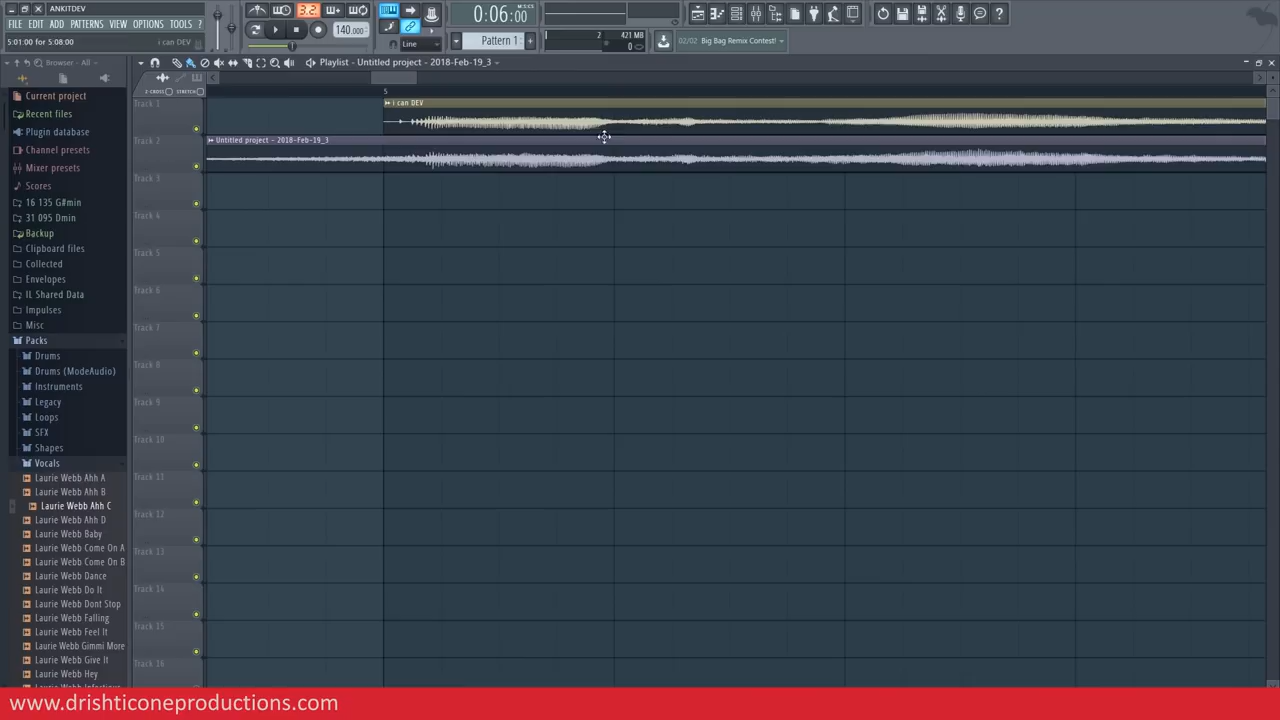 ANKITDEV
FILE EDIT ADD PATTERNS VIEW OPTIONS TOOLS ?
5:01:00 for 5:08:00 i can DEV
3.2.
140.000
0:06:00
M:S:CS
Line
Pattern 1
2 421 MB
0
02/02 Big Bag Remix Contest!
Browser - All
Playlist - Untitled project - 2018-Feb-19_3
Z-CROSS STRETCH
5
Current project
Recent files
Plugin database
Channel presets
Mixer presets
Scores
16 135 G#min
31 095 Dmin
Backup
Clipboard files
Collected
Envelopes
IL Shared Data
Impulses
Misc
Packs
Drums
Drums (ModeAudio)
Instruments
Legacy
Loops
SFX
Shapes
Vocals
Laurie Webb Ahh A
Laurie Webb Ahh B
Laurie Webb Ahh C
Laurie Webb Ahh D
Laurie Webb Baby
Laurie Webb Come On A
Laurie Webb Come On B
Laurie Webb Dance
Laurie Webb Do It
Laurie Webb Dont Stop
Laurie Webb Falling
Laurie Webb Feel It
Laurie Webb Gimmi More
Laurie Webb Give It
Laurie Webb Hey
Track 1
i can DEV
Track 2
Untitled project - 2018-Feb-19_3
Track 3
Track 4
Track 5
Track 6
Track 7
Track 8
Track 9
Track 10
Track 11
Track 12
Track 13
Track 14
Track 15
Track 16
www.drishticoneproductions.com